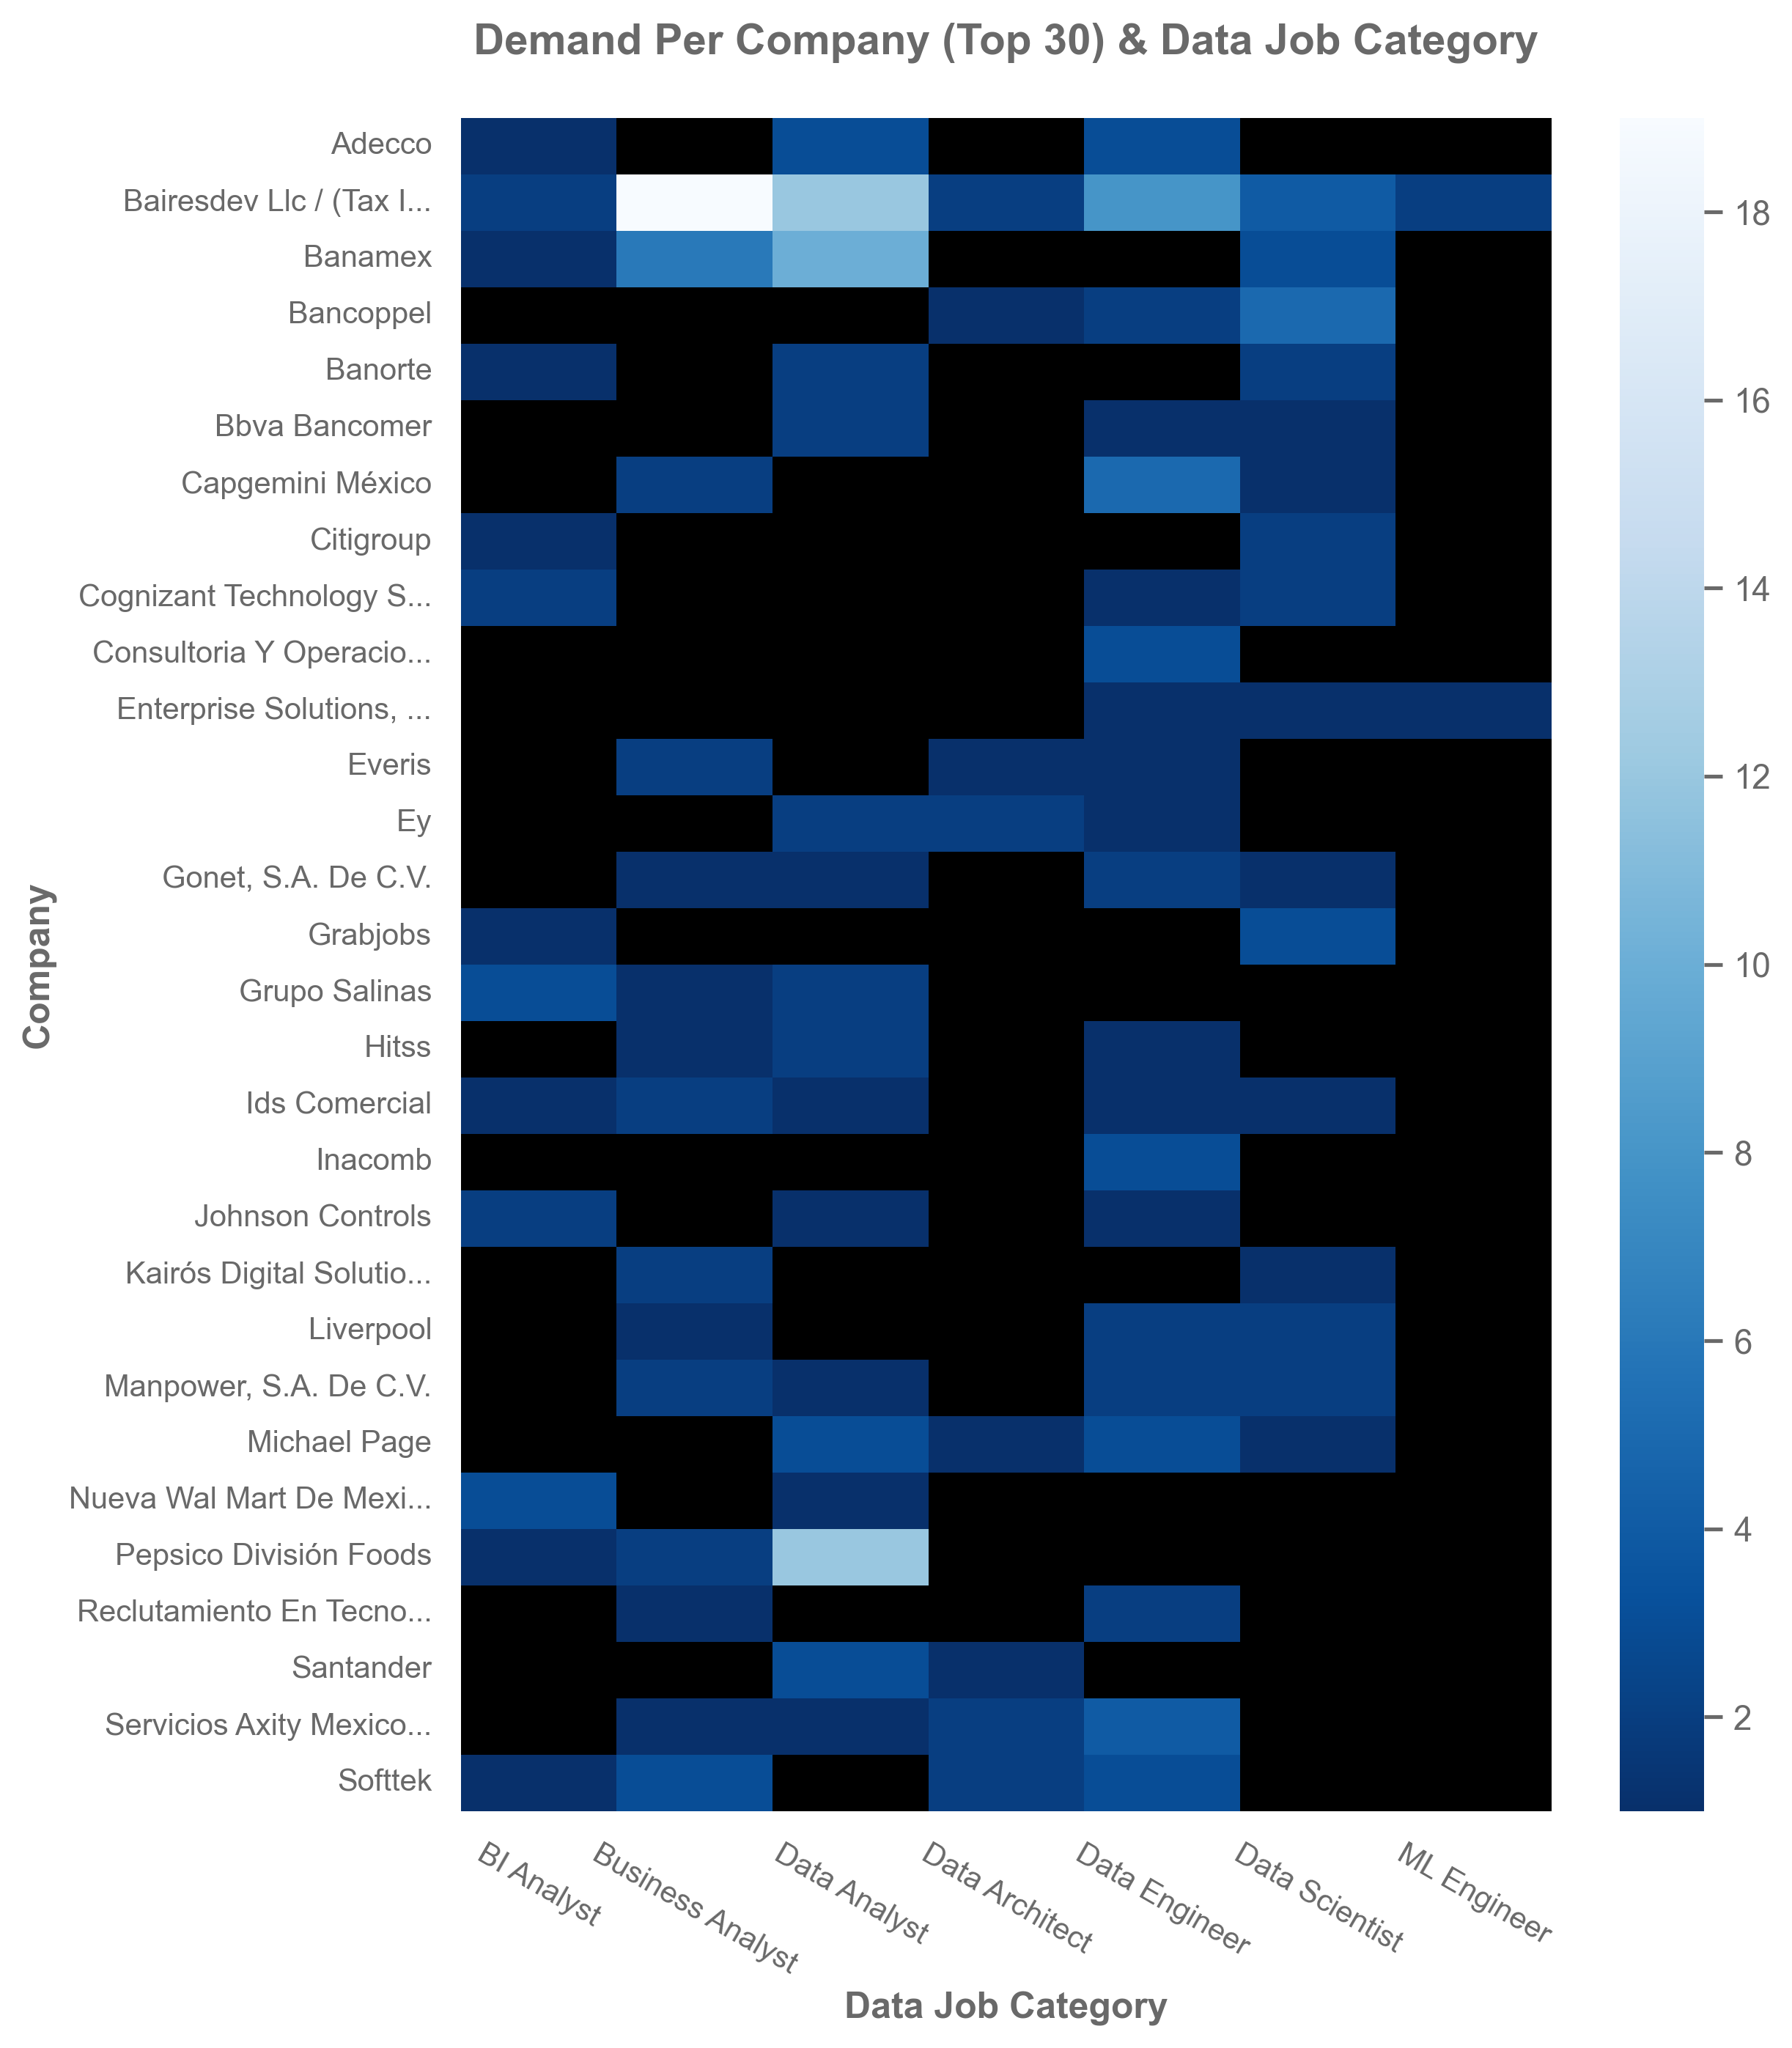 Demand Per Company (Top 30) & Data Job Category
Adecco
Bairesdev Llc / (Tax I...
Banamex
Bancoppel
Banorte
Bbva Bancomer
Capgemini México
Citigroup
Cognizant Technology S...
Consultoria Y Operacio...
Enterprise Solutions, ...
Everis
Ey
Gonet, S.A. De C.V.
Grabjobs
Grupo Salinas
Hitss
Ids Comercial
Inacomb
Johnson Controls
Kairós Digital Solutio...
Liverpool
Manpower, S.A. De C.V.
Michael Page
Nueva Wal Mart De Mexi...
Pepsico División Foods
Reclutamiento En Tecno...
Santander
Servicios Axity Mexico...
Softtek
Company
BI Analyst
Business Analyst
Data Analyst
Data Architect
Data Engineer
Data Scientist
ML Engineer
Data Job Category
18
16
14
12
10
8
6
4
2